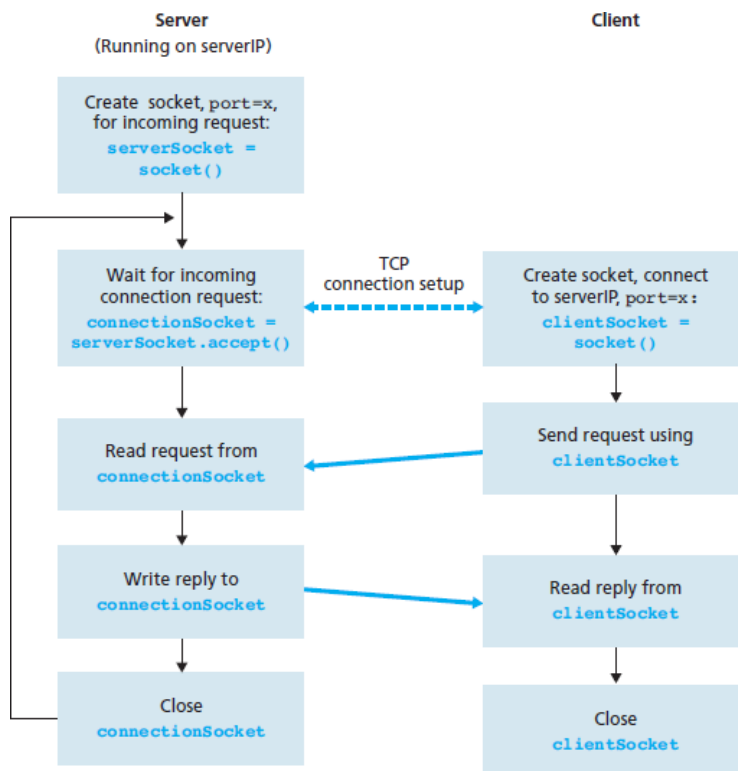 Server
(Running on serverIP)
Client
Create socket, port=x,
for incoming request:
serverSocket =
socket()
Wait for incoming
connection request:
connectionSocket =
serverSocket.accept()
TCP
connection setup
Create socket, connect
to serverIP, port=x:
clientSocket =
socket()
Read request from
connectionSocket
Send request using
clientSocket
Write reply to
connectionSocket
Read reply from
clientSocket
Close
connectionSocket
Close
clientSocket